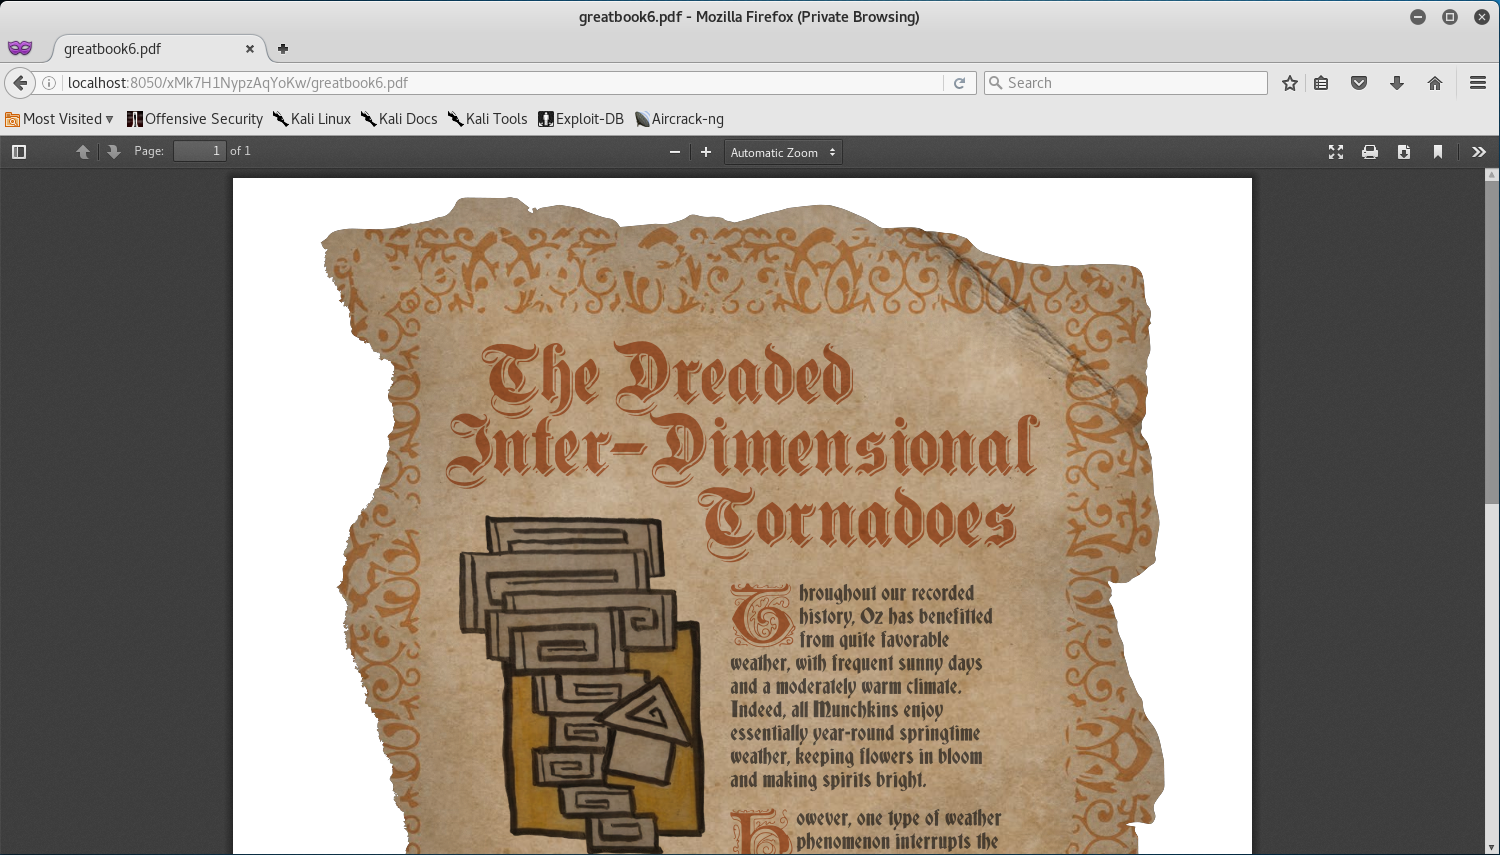 greatbook6.pdf - Mozilla Firefox (Private Browsing)
greatbook6.pdf
localhost:8050/xMk7H1NypzAqYoKw/greatbook6.pdf
Search
Most Visited
Offensive Security
Kali Linux
Kali Docs
Kali Tools
Exploit-DB
Aircrack-ng
Page: 1 of 1
Automatic Zoom
The Dreaded
Inter-Dimensional
Tornadoes
Throughout our recorded
history, Oz has benefitted
from quite favorable
weather, with frequent sunny days
and a moderately warm climate.
Indeed, all Munchkins enjoy
essentially year-round springtime
weather, keeping flowers in bloom
and making spirits bright.
However, one type of weather
phenomenon interrupts the